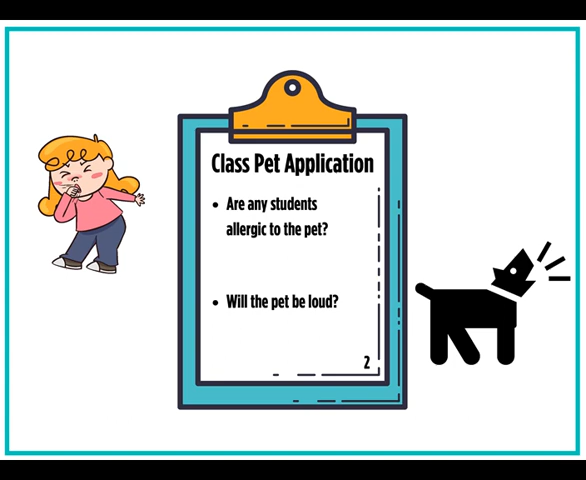 Class Pet Application
• Are any students
allergic to the pet?
• Will the pet be loud?
2